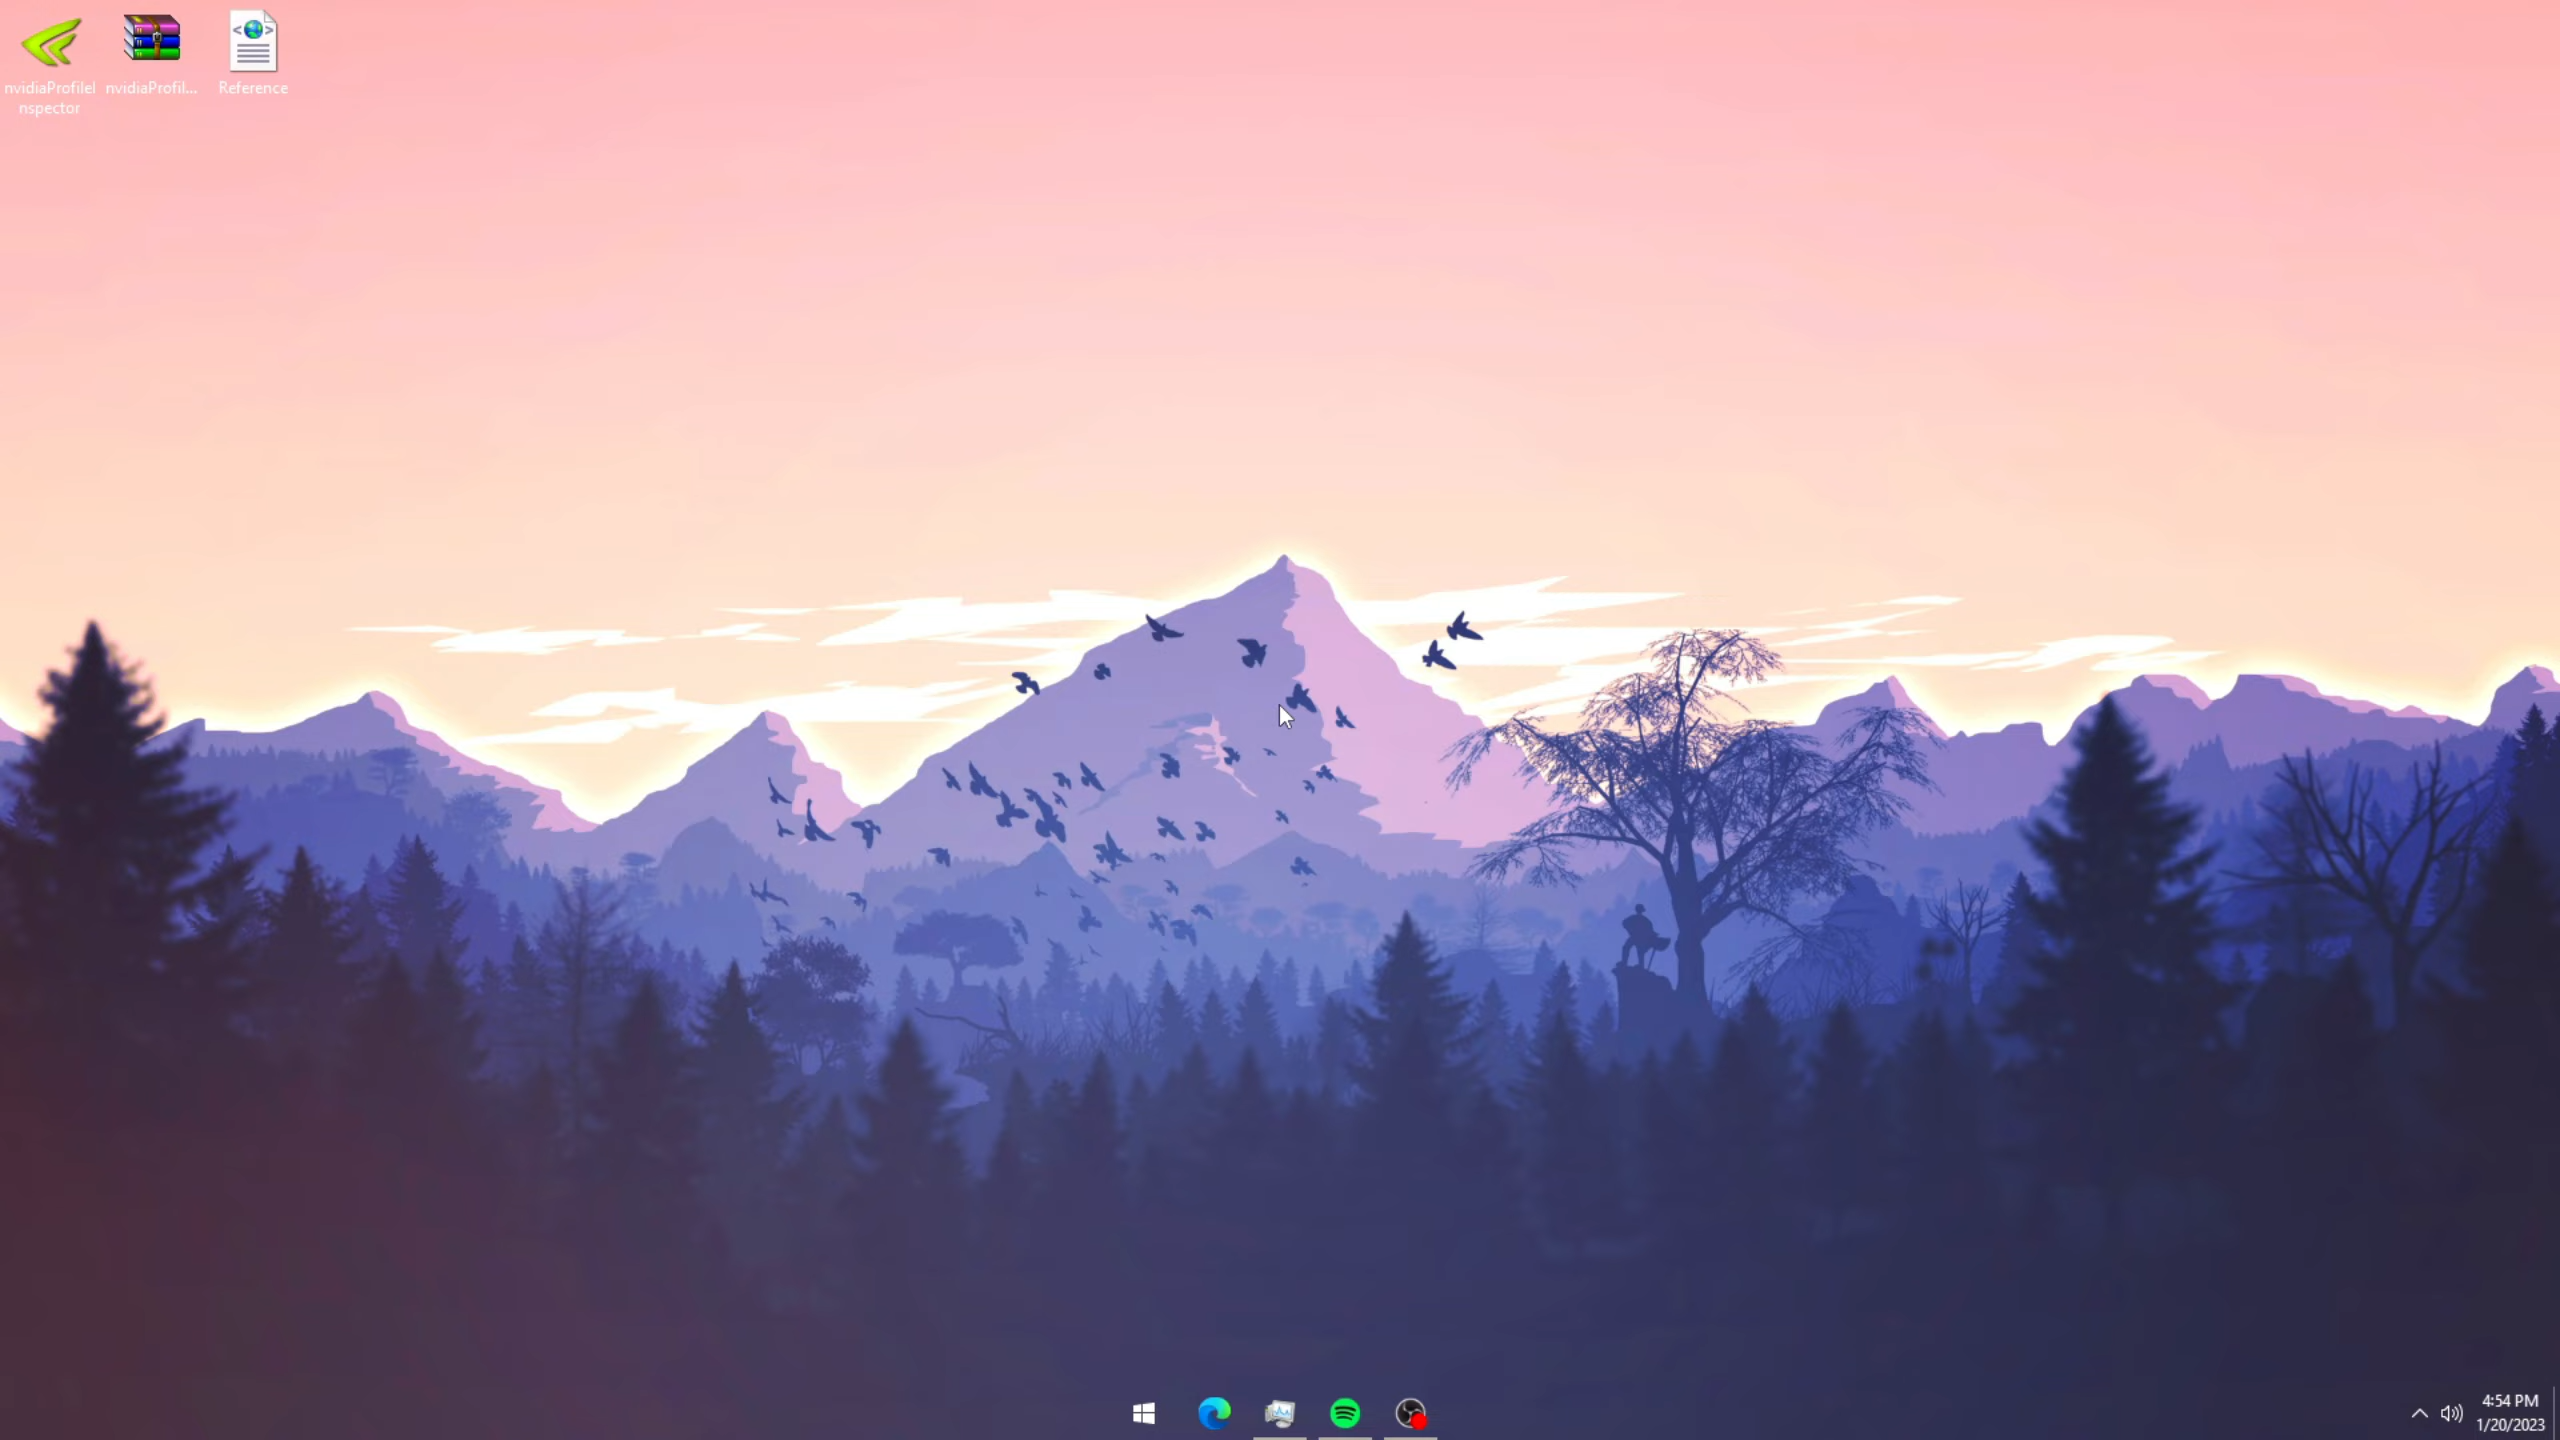 nvidiaProfileI
nspector
nvidiaProfil...
Reference
4:54 PM
1/20/2023